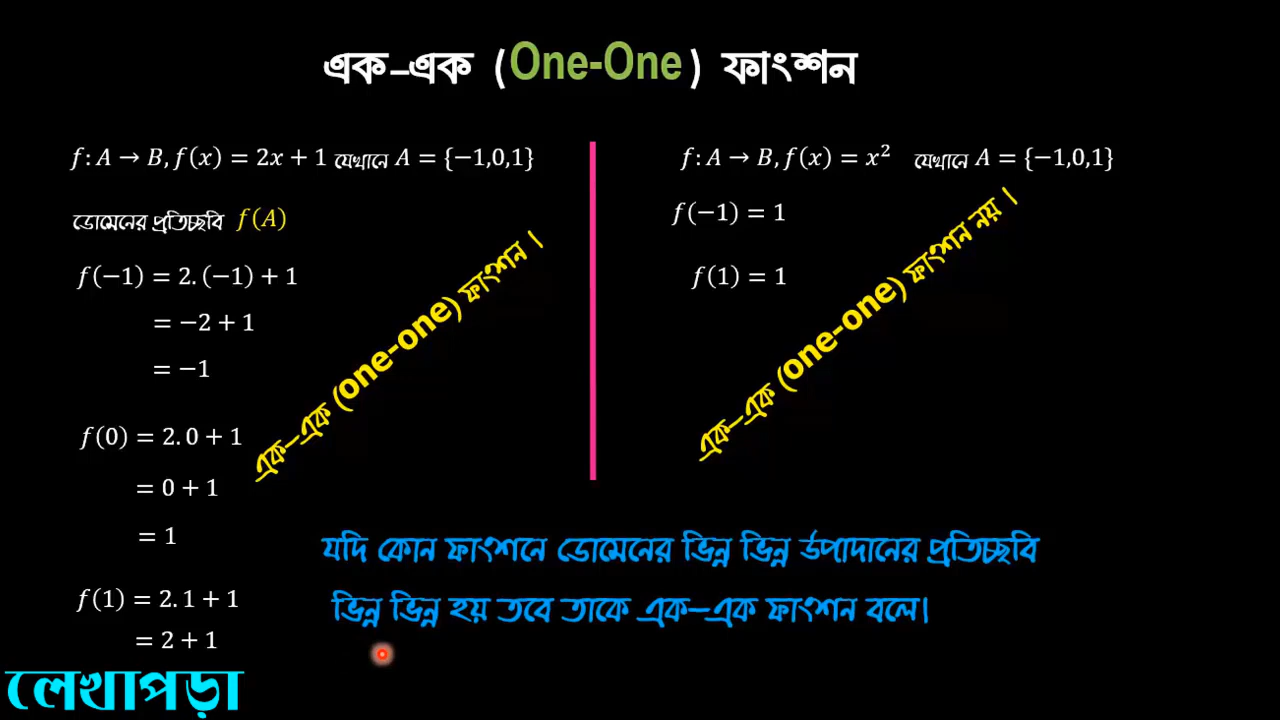 এক-এক (One-One) ফাংশন
f: A → B, f(x) = 2x + 1 যেখানে A = {−1,0,1}
ডোমেনের প্রতিচ্ছবি f(A)
f(−1) = 2. (−1) + 1
= −2 + 1
= −1
f(0) = 2.0 + 1
= 0 + 1
= 1
f(1) = 2.1 + 1
= 2 + 1
এক-এক (one-one) ফাংশন।
f: A → B, f(x) = x² যেখানে A = {−1,0,1}
f(−1) = 1
f(1) = 1
এক-এক (one-one) ফাংশন নয়।
যদি কোন ফাংশনে ডোমেনের ভিন্ন ভিন্ন উপাদানের প্রতিচ্ছবি
ভিন্ন ভিন্ন হয় তবে তাকে এক-এক ফাংশন বলে।
লেখাপড়া